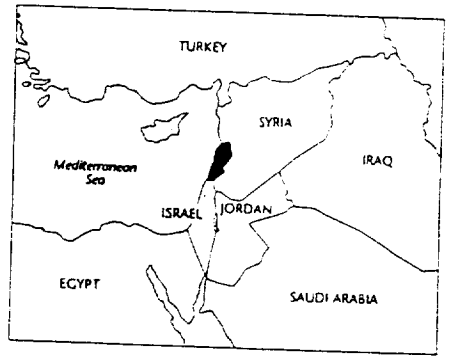 TURKEY
SYRIA
IRAQ
Mediterranean
Sea
ISRAEL
JORDAN
EGYPT
SAUDI ARABIA